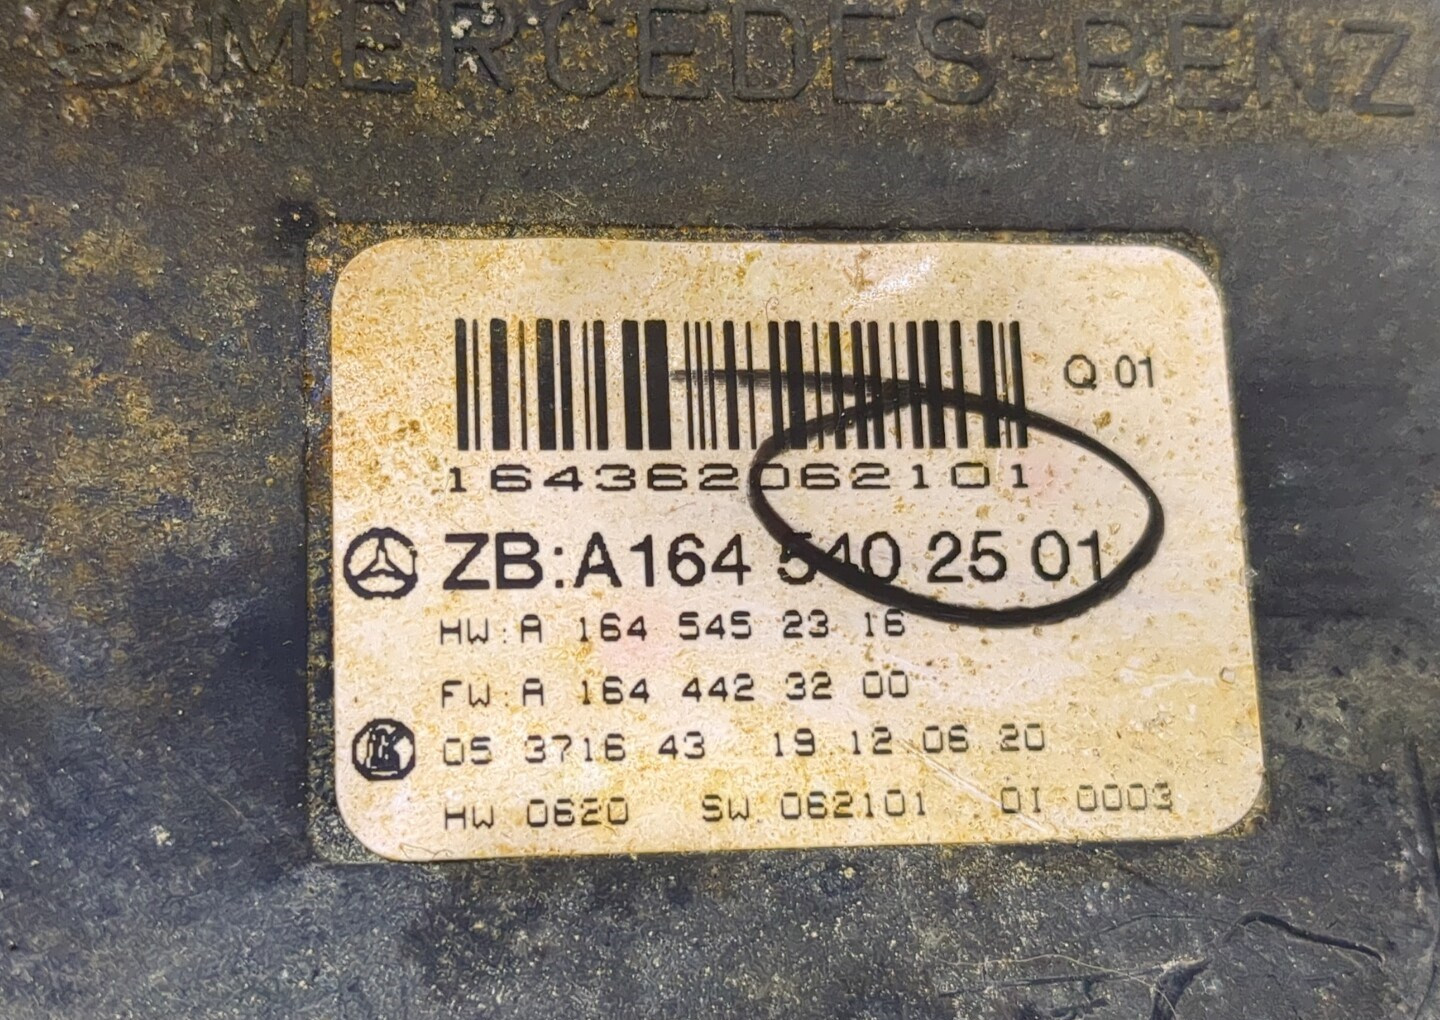 MERCEDES-BENZ
Q 01
164362062101
ZB:A164 540 25 01
HW:A 164 545 23 16
FW:A 164 442 32 00
05 3716 43 19 12 06 20
HW 0620 SW 062101 OI 0003